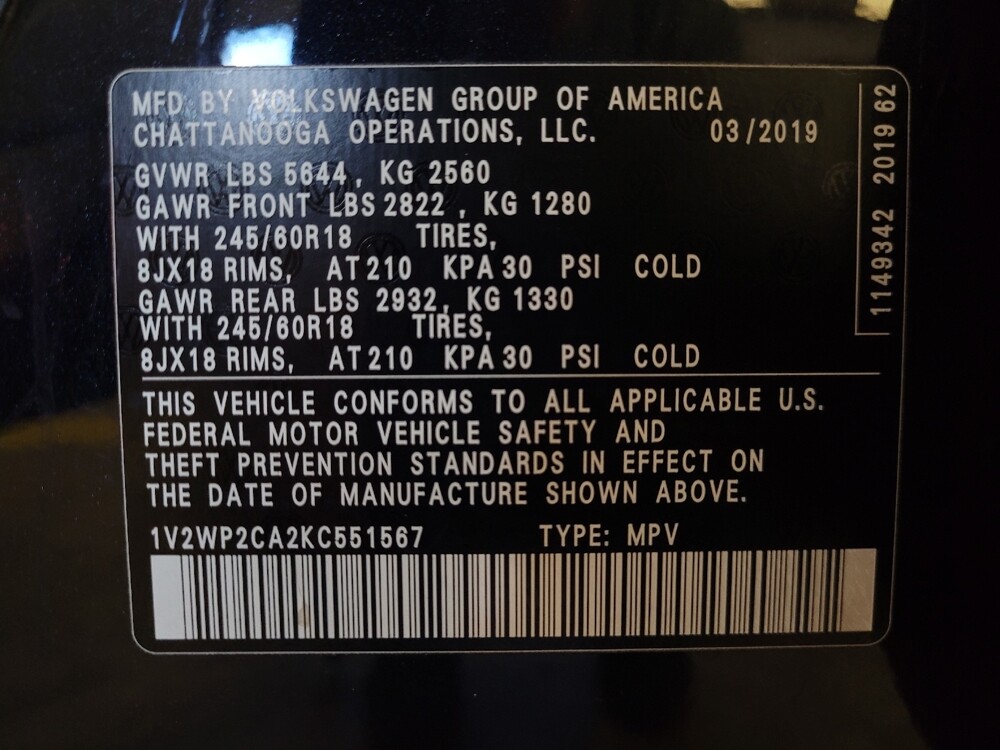 MFD BY VOLKSWAGEN GROUP OF AMERICA
CHATTANOOGA OPERATIONS, LLC. 03/2019
GVWR LBS 5644, KG 2560
GAWR FRONT LBS 2822 , KG 1280
WITH 245/60R18 TIRES,
8JX18 RIMS, AT 210 KPA 30 PSI COLD
GAWR REAR LBS 2932, KG 1330
WITH 245/60R18 TIRES,
8JX18 RIMS, AT 210 KPA 30 PSI COLD
1149342 2019 62
THIS VEHICLE CONFORMS TO ALL APPLICABLE U.S.
FEDERAL MOTOR VEHICLE SAFETY AND
THEFT PREVENTION STANDARDS IN EFFECT ON
THE DATE OF MANUFACTURE SHOWN ABOVE.
1V2WP2CA2KC551567 TYPE: MPV